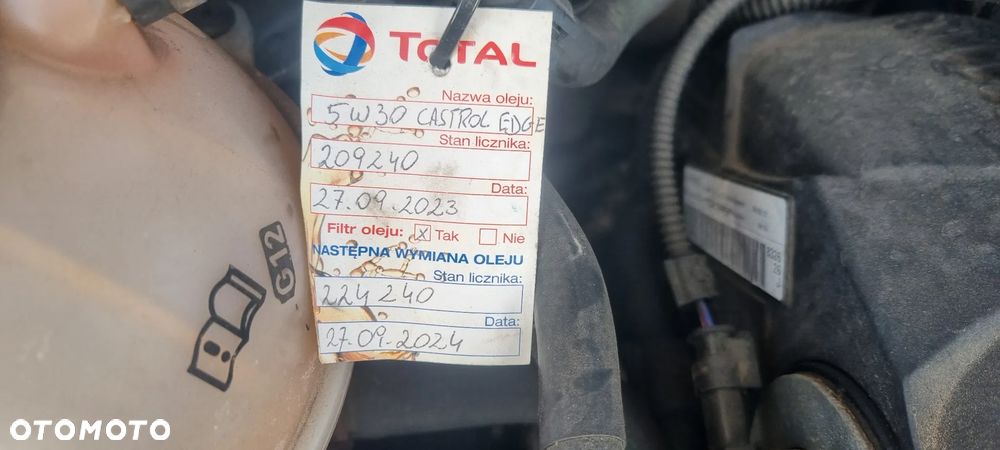 TOTAL
Nazwa oleju:
5W30 CASTROL EDGE
Stan licznika:
209240
Data:
27.09.2023
Filtr oleju: X Tak Nie
NASTĘPNA WYMIANA OLEJU
Stan licznika:
224240
Data:
27.09.2024
G12
OTOMOTO